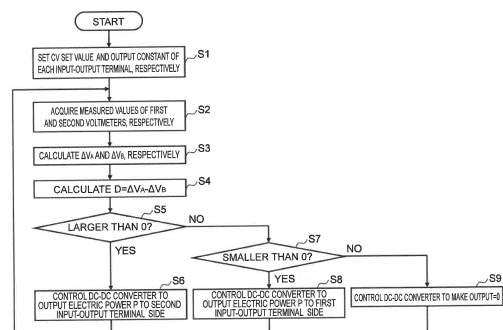 START
S1
SET CV SET VALUE AND OUTPUT CONSTANT OF
EACH INPUT-OUTPUT TERMINAL, RESPECTIVELY
S2
ACQUIRE MEASURED VALUES OF FIRST
AND SECOND VOLTMETERS, RESPECTIVELY
S3
CALCULATE ΔVA AND ΔVB, RESPECTIVELY
S4
CALCULATE D=ΔVA-ΔVB
S5
LARGER THAN 0?
NO
YES
S7
SMALLER THAN 0?
NO
YES
S6
CONTROL DC-DC CONVERTER TO
OUTPUT ELECTRIC POWER P TO SECOND
INPUT-OUTPUT TERMINAL SIDE
S8
CONTROL DC-DC CONVERTER TO
OUTPUT ELECTRIC POWER P TO FIRST
INPUT-OUTPUT TERMINAL SIDE
S9
CONTROL DC-DC CONVERTER TO MAKE OUTPUT=0